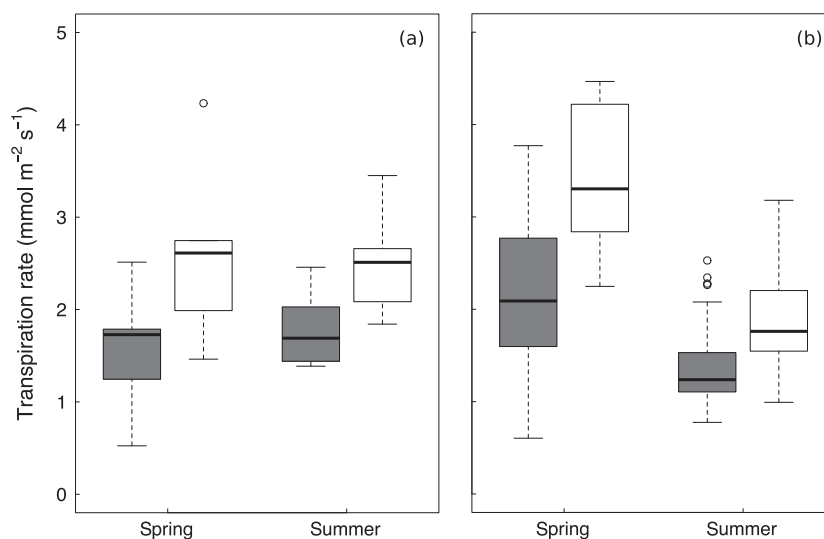 (a)
(b)
Transpiration rate (mmol m⁻² s⁻¹)
5
4
3
2
1
0
Spring
Summer
Spring
Summer